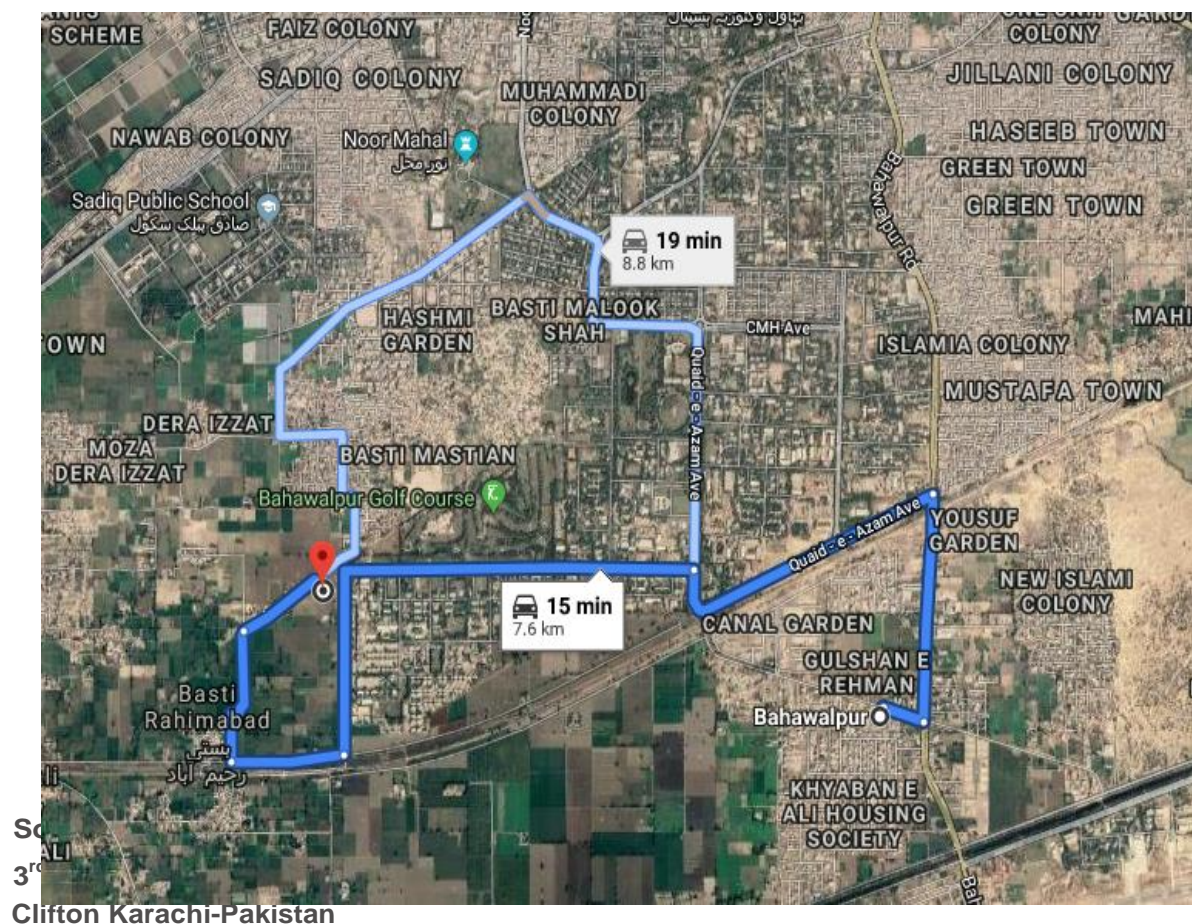 SCHEME
FAIZ COLONY
COLONY
SADIQ COLONY
JILLANI COLONY
MUHAMMADI
COLONY
NAWAB COLONY
Noor Mahal
نور محل
HASEEB TOWN
GREEN TOWN
Sadiq Public School
صادق پبلک سکول
GREEN TOWN
Bahawalpur Rd
19 min
8.8 km
HASHMI
GARDEN
BASTI MALOOK
SHAH
CMH Ave
ISLAMIA COLONY
Quaid - e - Azam Ave
MUSTAFA TOWN
DERA IZZAT
MOZA
DERA IZZAT
BASTI MASTIAN
Bahawalpur Golf Course
Quaid - e - Azam Ave
YOUSUF
GARDEN
NEW ISLAMI
COLONY
15 min
7.6 km
CANAL GARDEN
GULSHAN E
REHMAN
Bahawalpur
Basti
Rahimabad
بستی
رحیم آباد
KHYABAN E
ALI HOUSING
SOCIETY
3rd
Clifton Karachi-Pakistan